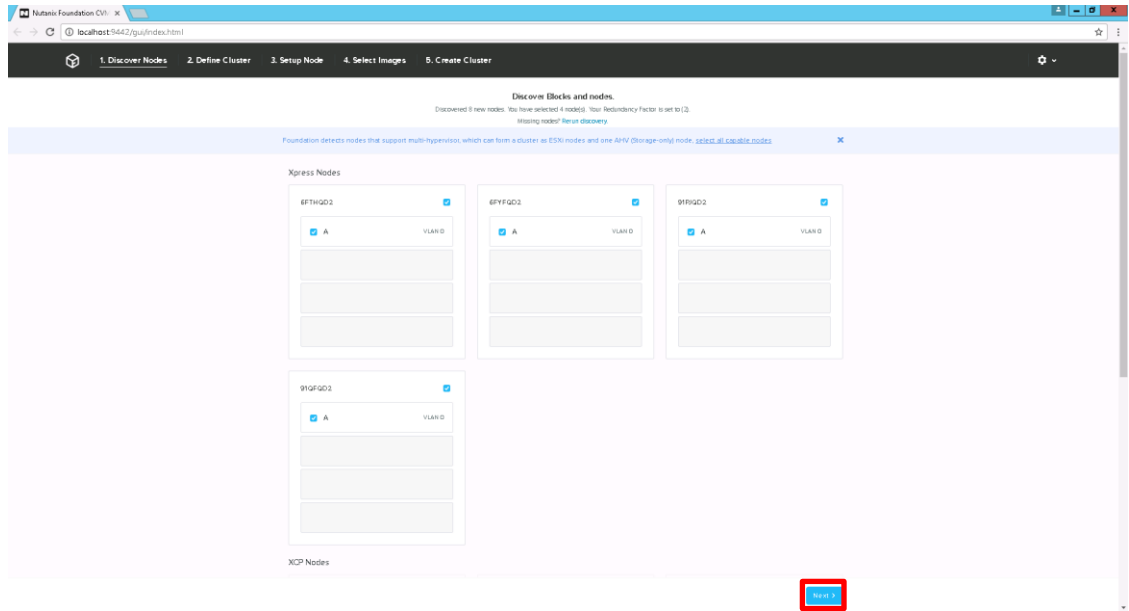 Nutanix Foundation CVM
localhost:9442/gui/index.html
1. Discover Nodes 2. Define Cluster 3. Setup Node 4. Select Images 5. Create Cluster
Discover Blocks and nodes.
Discovered 8 new nodes. You have selected 4 node(s). Your Redundancy Factor is set to (2).
Missing nodes? Rerun discovery
Foundation detects nodes that support multi-hypervisor, which can form a cluster as ESXi nodes and one AHV (Storage-only) node, select all capable nodes
Xpress Nodes
6FTHQD2 6FYFQD2
A VLAN 0 A VLAN 0 A VLAN 0
91QFQD2
A VLAN 0
XCP Nodes
Next >